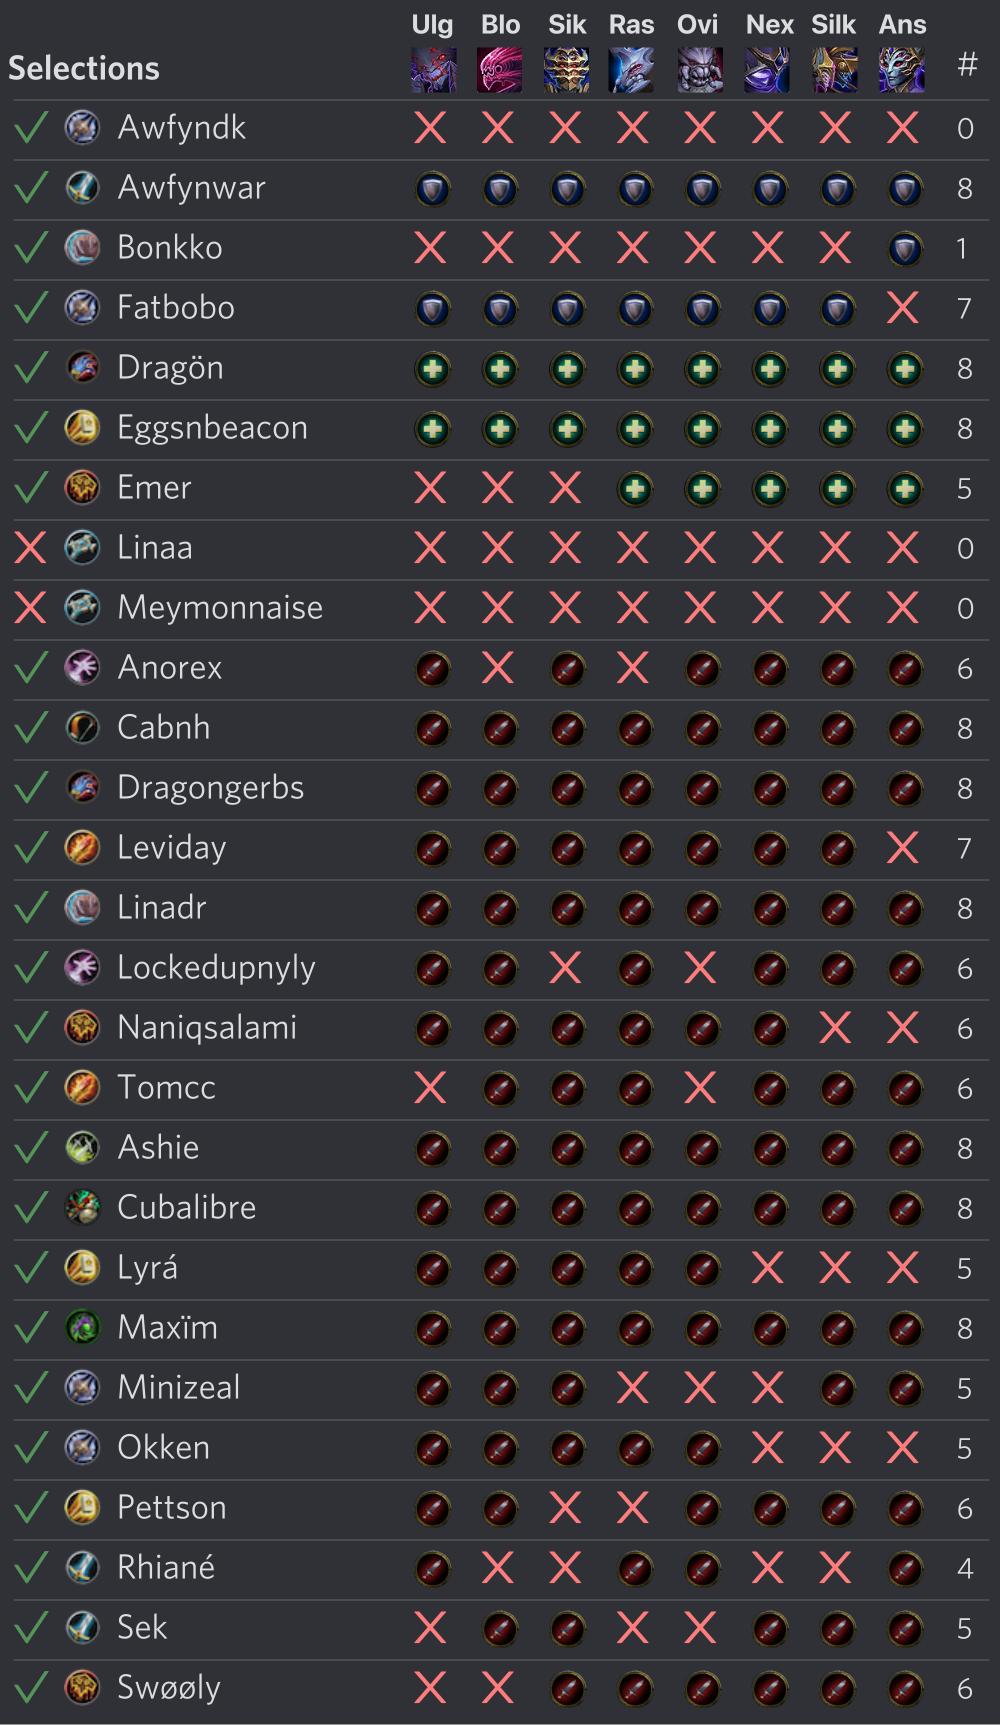 Ulg Blo Sik Ras Ovi Nex Silk Ans
Selections #
Awfyndk 0
Awfynwar 8
Bonkko 1
Fatbobo 7
Dragön 8
Eggsnbeacon 8
Emer 5
Linaa 0
Meymonnaise 0
Anorex 6
Cabnh 8
Dragongerbs 8
Leviday 7
Linadr 8
Lockedupnyly 6
Naniqsalami 6
Tomcc 6
Ashie 8
Cubalibre 8
Lyrá 5
Maxïm 8
Minizeal 5
Okken 5
Pettson 6
Rhiané 4
Sek 5
Swøøly 6